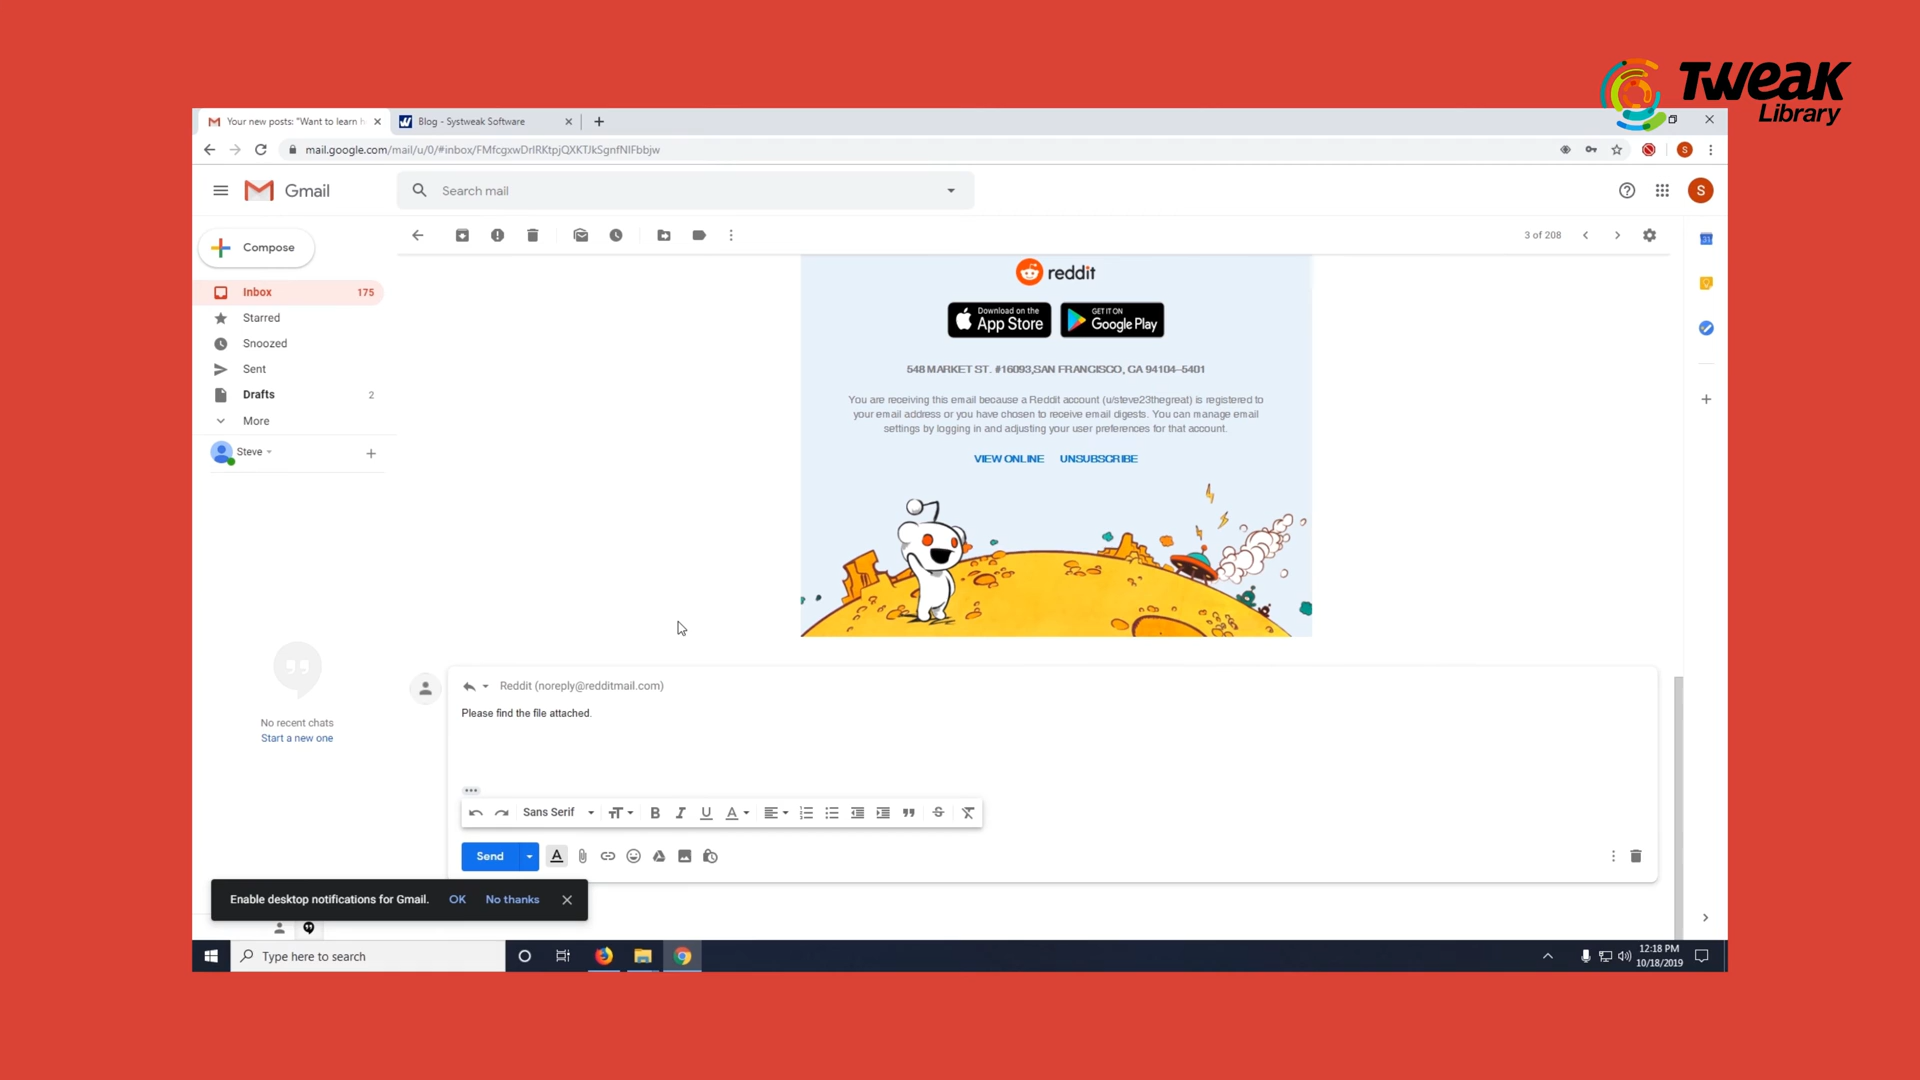 TWEAK
Library
Your new posts: "Want to learn h
Blog - Systweak Software
mail.google.com/mail/u/0/#inbox/FMfcgxwDrlRKtpjQXKTJkSgnfNlFbbjw
S
Gmail
Search mail
S
Compose
3 of 208
Inbox 175
Starred
Snoozed
Sent
Drafts 2
More
Steve
No recent chats
Start a new one
reddit
Download on the
App Store
GET IT ON
Google Play
548 MARKET ST. #16093,SAN FRANCISCO, CA 94104-5401
You are receiving this email because a Reddit account (u/steve23thegreat) is registered to
your email address or you have chosen to receive email digests. You can manage email
settings by logging in and adjusting your user preferences for that account.
VIEW ONLINE UNSUBSCRIBE
31
Reddit (noreply@redditmail.com)
Please find the file attached.
Sans Serif
Send
Enable desktop notifications for Gmail. OK No thanks
Type here to search
12:18 PM
10/18/2019